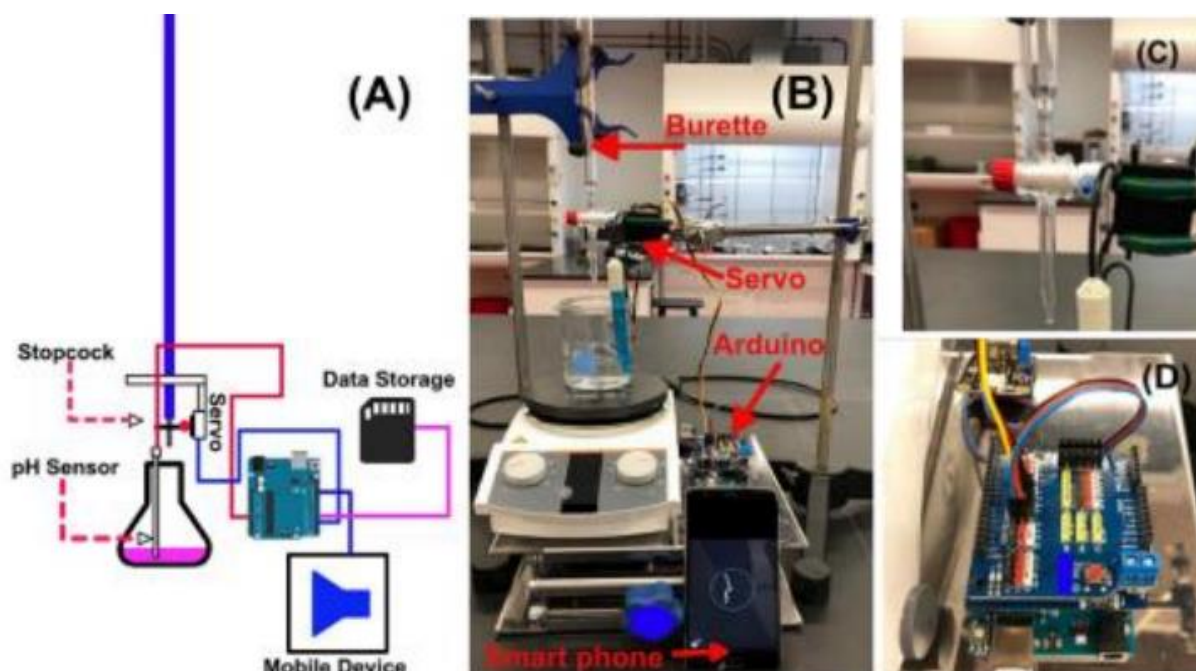 (A)
Stopcock
Servo
Data Storage
pH Sensor
Mobile Device
(B)
Burette
Servo
Arduino
Smart phone
(C)
(D)